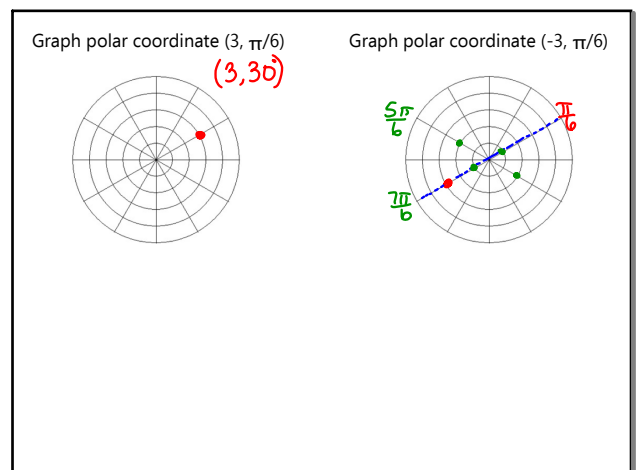 Graph polar coordinate (3, π/6)
(3,30°)
Graph polar coordinate (-3, π/6)
5π/6
π/6
7π/6